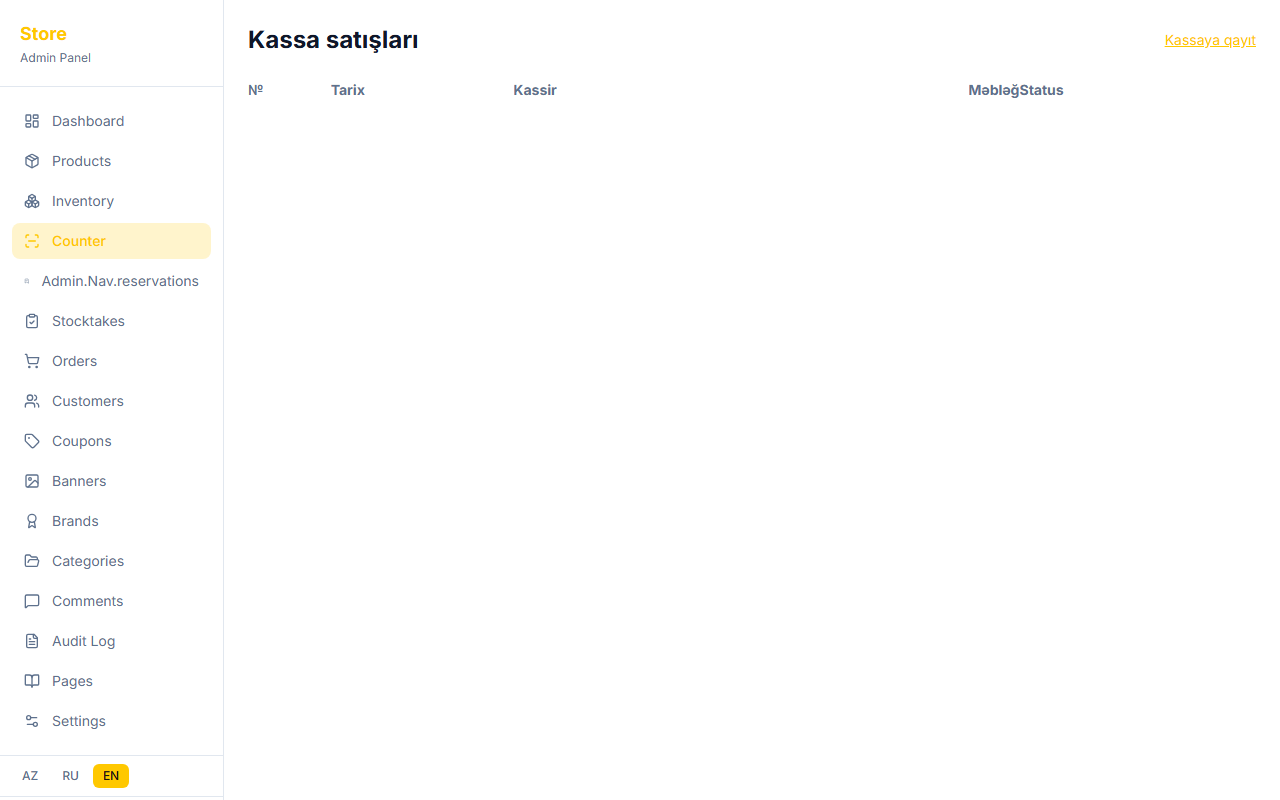 Store
Admin Panel
Dashboard
Products
Inventory
Counter
Admin.Nav.reservations
Stocktakes
Orders
Customers
Coupons
Banners
Brands
Categories
Comments
Audit Log
Pages
Settings
AZ RU EN
Kassa satışları
Kassaya qayıt
№ Tarix Kassir MəbləğStatus